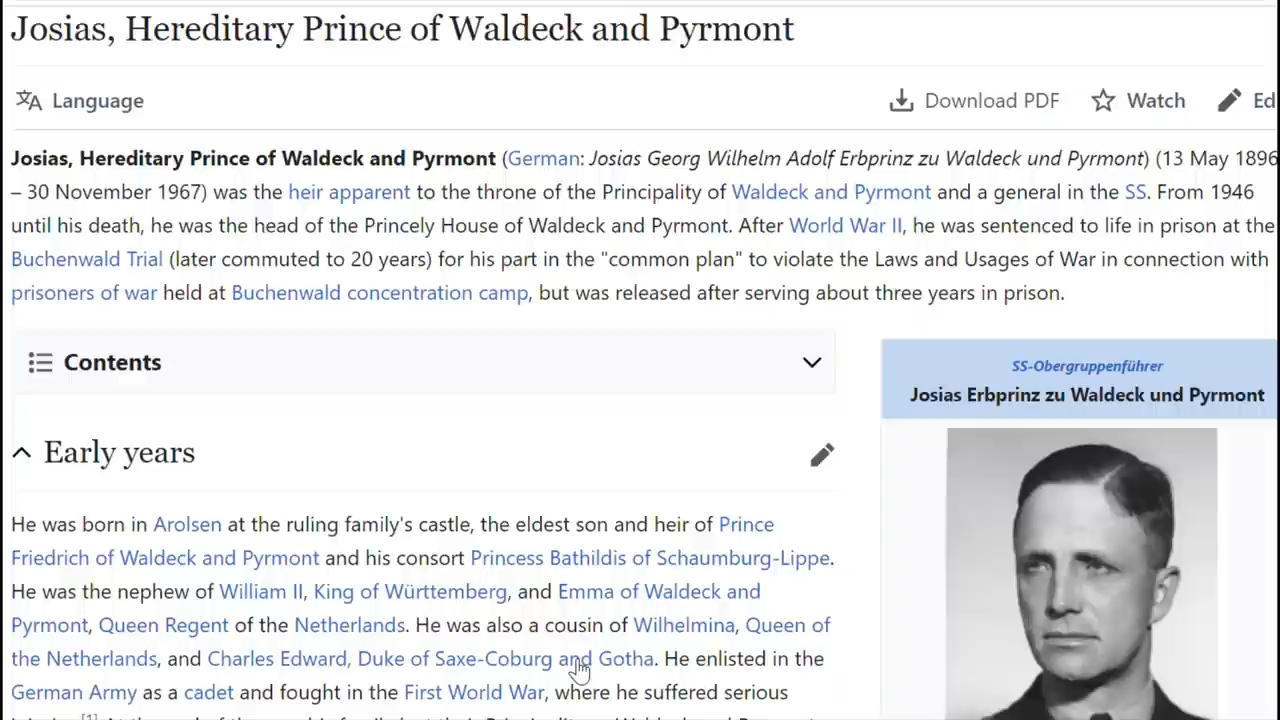 Josias, Hereditary Prince of Waldeck and Pyrmont
Language
Download PDF
Watch
Ed
Josias, Hereditary Prince of Waldeck and Pyrmont (German: Josias Georg Wilhelm Adolf Erbprinz zu Waldeck und Pyrmont) (13 May 1896
– 30 November 1967) was the heir apparent to the throne of the Principality of Waldeck and Pyrmont and a general in the SS. From 1946
until his death, he was the head of the Princely House of Waldeck and Pyrmont. After World War II, he was sentenced to life in prison at the
Buchenwald Trial (later commuted to 20 years) for his part in the "common plan" to violate the Laws and Usages of War in connection with
prisoners of war held at Buchenwald concentration camp, but was released after serving about three years in prison.
Contents
SS-Obergruppenführer
Josias Erbprinz zu Waldeck und Pyrmont
Early years
He was born in Arolsen at the ruling family's castle, the eldest son and heir of Prince
Friedrich of Waldeck and Pyrmont and his consort Princess Bathildis of Schaumburg-Lippe.
He was the nephew of William II, King of Württemberg, and Emma of Waldeck and
Pyrmont, Queen Regent of the Netherlands. He was also a cousin of Wilhelmina, Queen of
the Netherlands, and Charles Edward, Duke of Saxe-Coburg and Gotha. He enlisted in the
German Army as a cadet and fought in the First World War, where he suffered serious
[1]